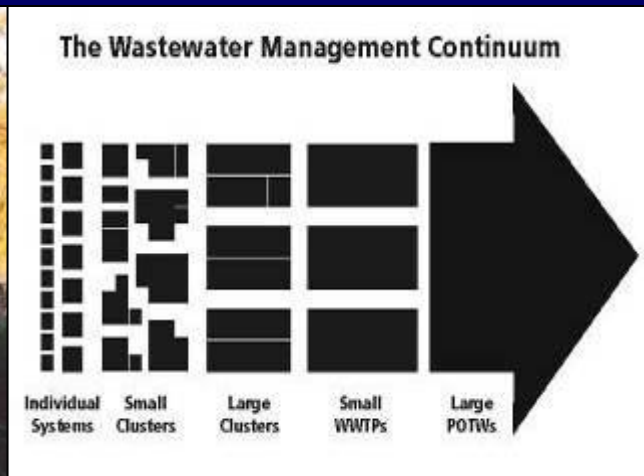 The Wastewater Management Continuum
Individual Systems
Small Clusters
Large Clusters
Small WWTPs
Large POTWs